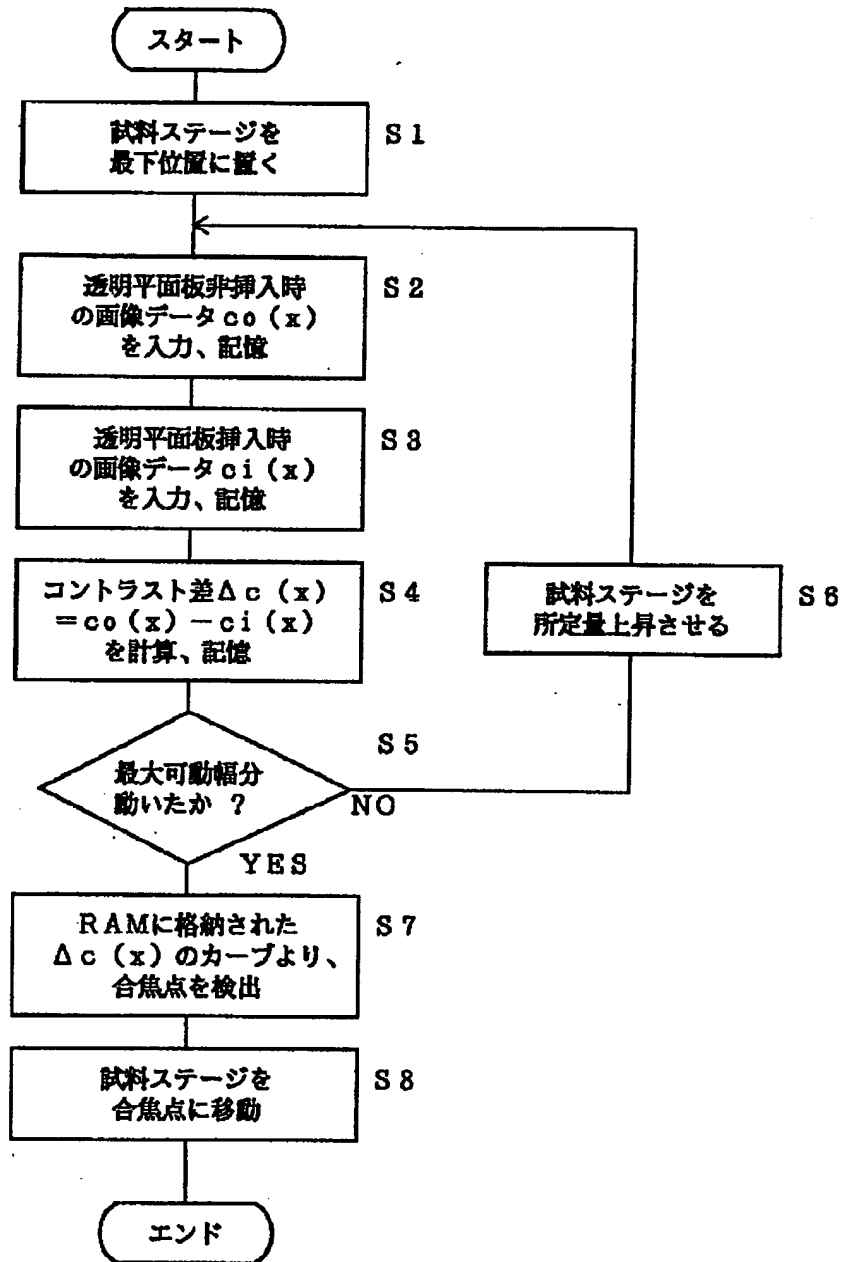 スタート
試料ステージを
最下位置に置く
S1
透明平面板非挿入時
の画像データco(x)
を入力、記憶
S2
透明平面板挿入時
の画像データci(x)
を入力、記憶
S3
コントラスト差Δc(x)
=co(x)-ci(x)
を計算、記憶
S4
試料ステージを
所定量上昇させる
S6
最大可動幅分
動いたか ?
S5
NO
YES
RAMに格納された
Δc(x)のカーブより、
合焦点を検出
S7
試料ステージを
合焦点に移動
S8
エンド